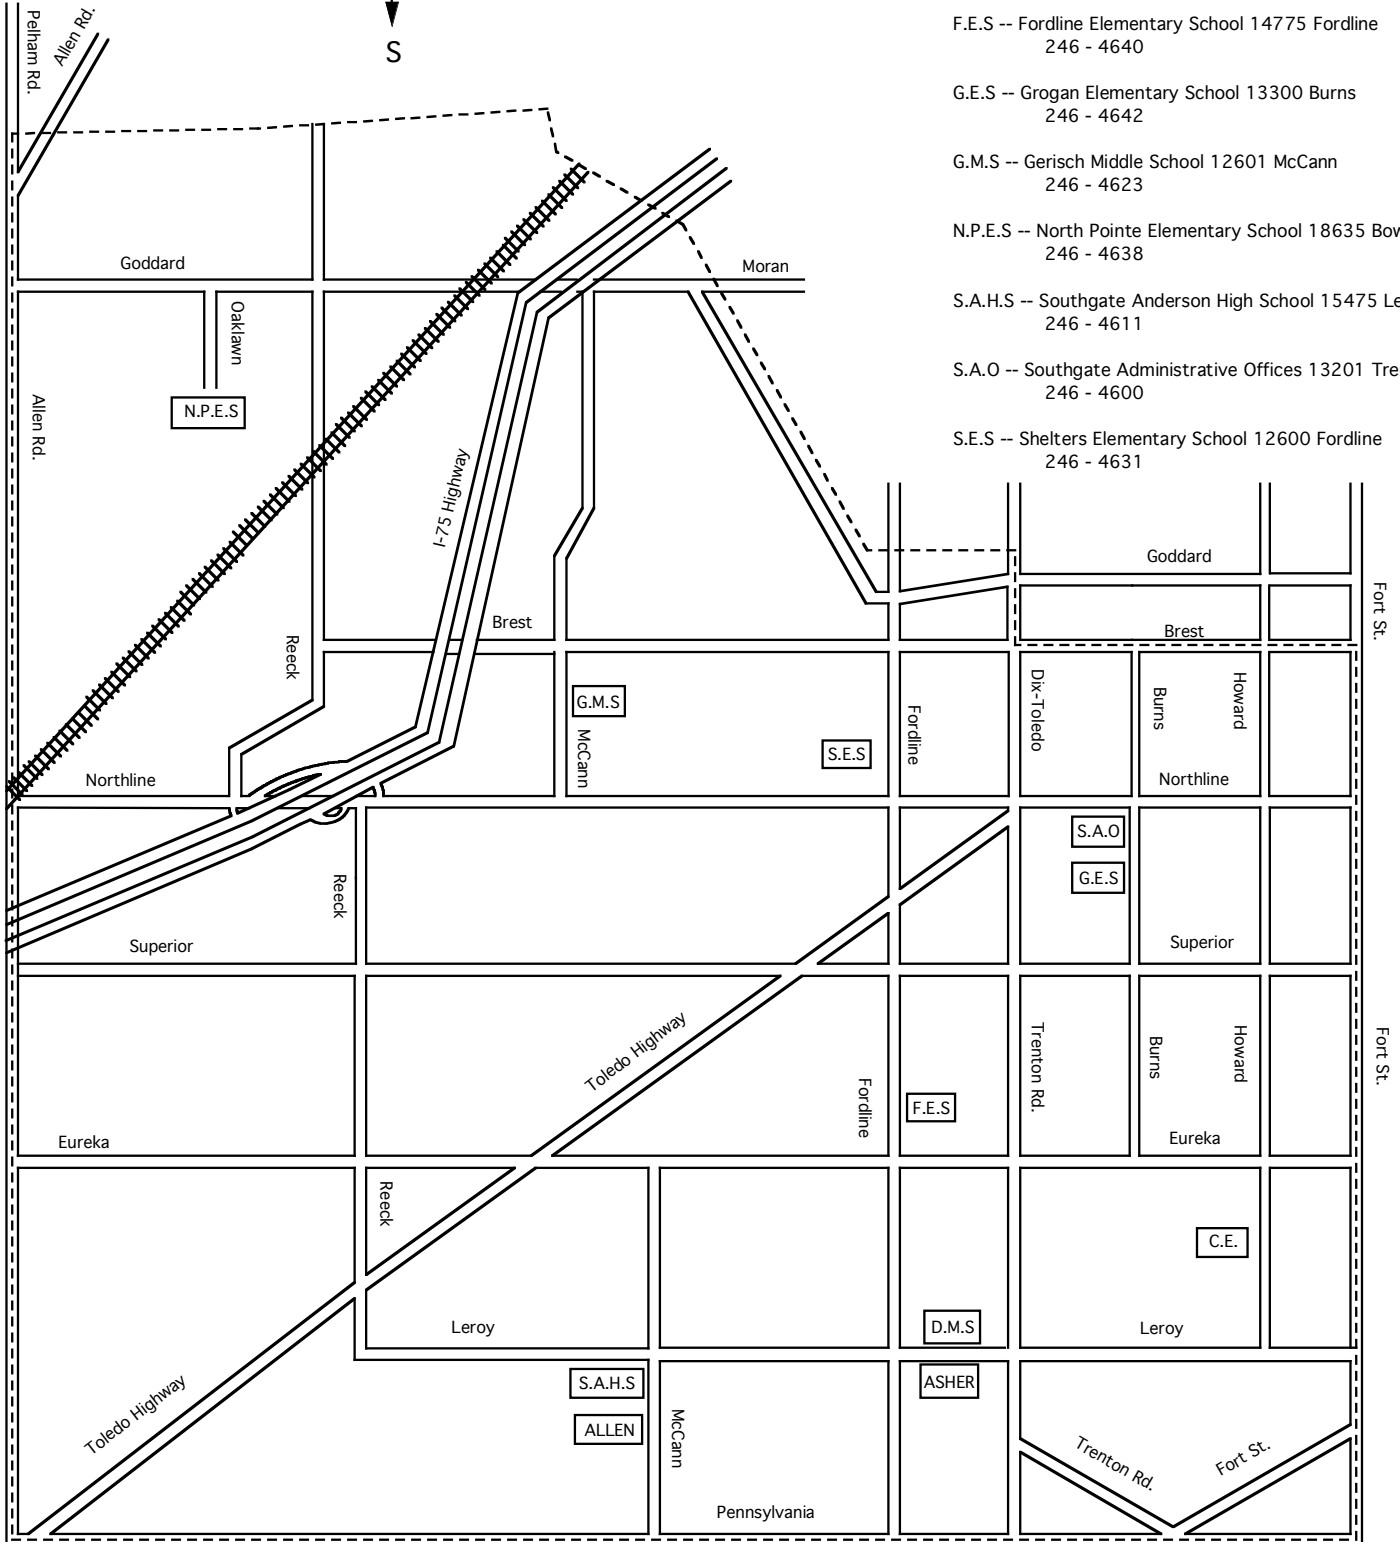 Pelham Rd.
Allen Rd.
S
F.E.S -- Fordline Elementary School 14775 Fordline
246 - 4640
G.E.S -- Grogan Elementary School 13300 Burns
246 - 4642
G.M.S -- Gerisch Middle School 12601 McCann
246 - 4623
N.P.E.S -- North Pointe Elementary School 18635
246 - 4638
S.A.H.S -- Southgate Anderson High School 15475
246 - 4611
S.A.O -- Southgate Administrative Offices 13201
246 - 4600
S.E.S -- Shelters Elementary School 12600 Fordline
246 - 4631
Goddard
Moran
Oaklawn
N.P.E.S
Allen Rd.
I-75 Highway
Goddard
Fort St.
Brest
Brest
Reeck
G.M.S
McCann
S.E.S
Fordline
Dix-Toledo
Burns
Howard
Northline
Northline
S.A.O
G.E.S
Reeck
Superior
Superior
Toledo Highway
Trenton Rd.
Burns
Howard
Fort St.
Fordline
F.E.S
Eureka
Eureka
Reeck
C.E.
Leroy
D.M.S
Leroy
S.A.H.S
ASHER
ALLEN
Toledo Highway
McCann
Trenton Rd.
Fort St.
Pennsylvania